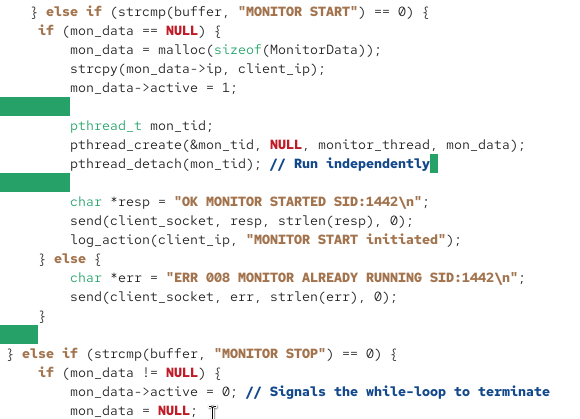 } else if (strcmp(buffer, "MONITOR START") == 0) {
if (mon_data == NULL) {
mon_data = malloc(sizeof(MonitorData));
strcpy(mon_data->ip, client_ip);
mon_data->active = 1;
pthread_t mon_tid;
pthread_create(&mon_tid, NULL, monitor_thread, mon_data);
pthread_detach(mon_tid); // Run independently
char *resp = "OK MONITOR STARTED SID:1442\n";
send(client_socket, resp, strlen(resp), 0);
log_action(client_ip, "MONITOR START initiated");
} else {
char *err = "ERR 008 MONITOR ALREADY RUNNING SID:1442\n";
send(client_socket, err, strlen(err), 0);
}
} else if (strcmp(buffer, "MONITOR STOP") == 0) {
if (mon_data != NULL) {
mon_data->active = 0; // Signals the while-loop to terminate
mon_data = NULL;